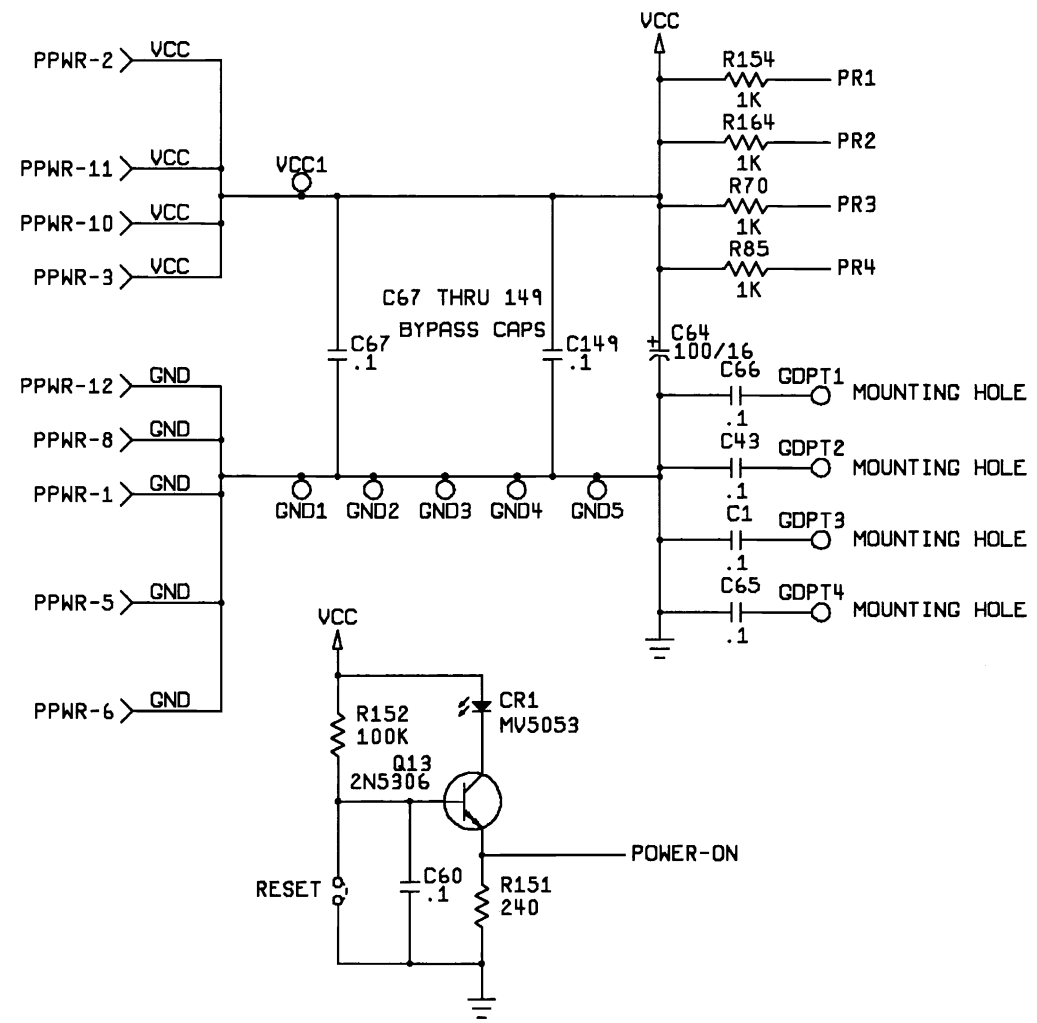 VCC
PPWR-2 VCC
R154
PR1
1K
R164
PR2
1K
PPWR-11 VCC
VCC1
R70
PR3
1K
PPWR-10 VCC
R85
PR4
1K
PPWR-3 VCC
C67 THRU 149
BYPASS CAPS
C67
.1
C149
.1
+
C64
100/16
PPWR-12 GND
C66
.1
GDPT1 MOUNTING HOLE
PPWR-8 GND
C43
.1
GDPT2 MOUNTING HOLE
PPWR-1 GND
GND1 GND2 GND3 GND4 GND5
C1
.1
GDPT3 MOUNTING HOLE
PPWR-5 GND
C65
.1
GDPT4 MOUNTING HOLE
PPWR-6 GND
VCC
R152
100K
CR1
MV5053
Q13
2N5306
POWER-ON
RESET
C60
.1
R151
240